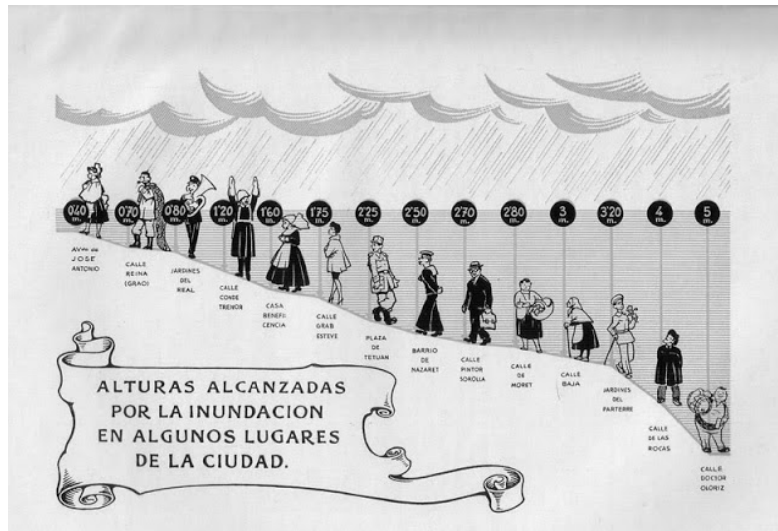 0'40 m.
0'70 m.
0'80 m.
1'20 m.
1'60 m.
1'75 m.
2'25 m.
2'50 m.
2'70 m.
2'80 m.
3 m.
3'20 m.
4 m.
5 m.
AVda de
JOSE
ANTONIO
CALLE
REINA
(GRAO)
JARDINES
DEL
REAL
CALLE
CONDE
TRENOR
CASA
BENEFI-
CENCIA
CALLE
GRAB.
ESTEVE
PLAZA
DE
TETUAN
BARRIO
DE
NAZARET
CALLE
PINTOR
SOROLLA
CALLE
DE
MORET
CALLE
BAJA
JARDINES
DEL
PARTERRE
CALLE
DE LAS
ROCAS
CALLE
DOCTOR
OLORIZ
ALTURAS ALCANZADAS
POR LA INUNDACION
EN ALGUNOS LUGARES
DE LA CIUDAD.